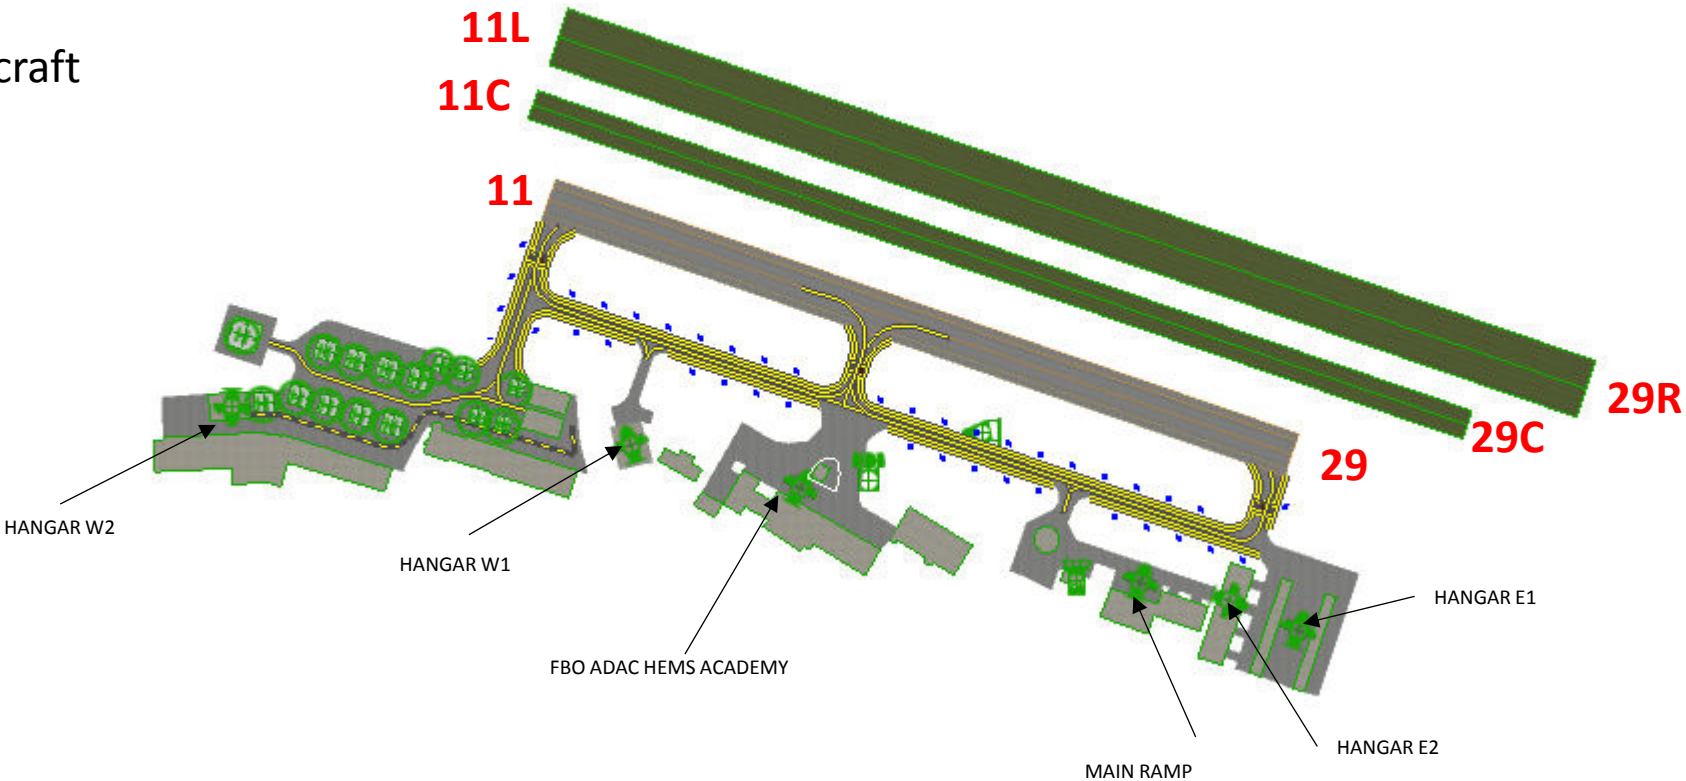 11L
craft
11C
11
29R
29C
29
HANGAR W2
HANGAR W1
HANGAR E1
FBO ADAC HEMS ACADEMY
HANGAR E2
MAIN RAMP